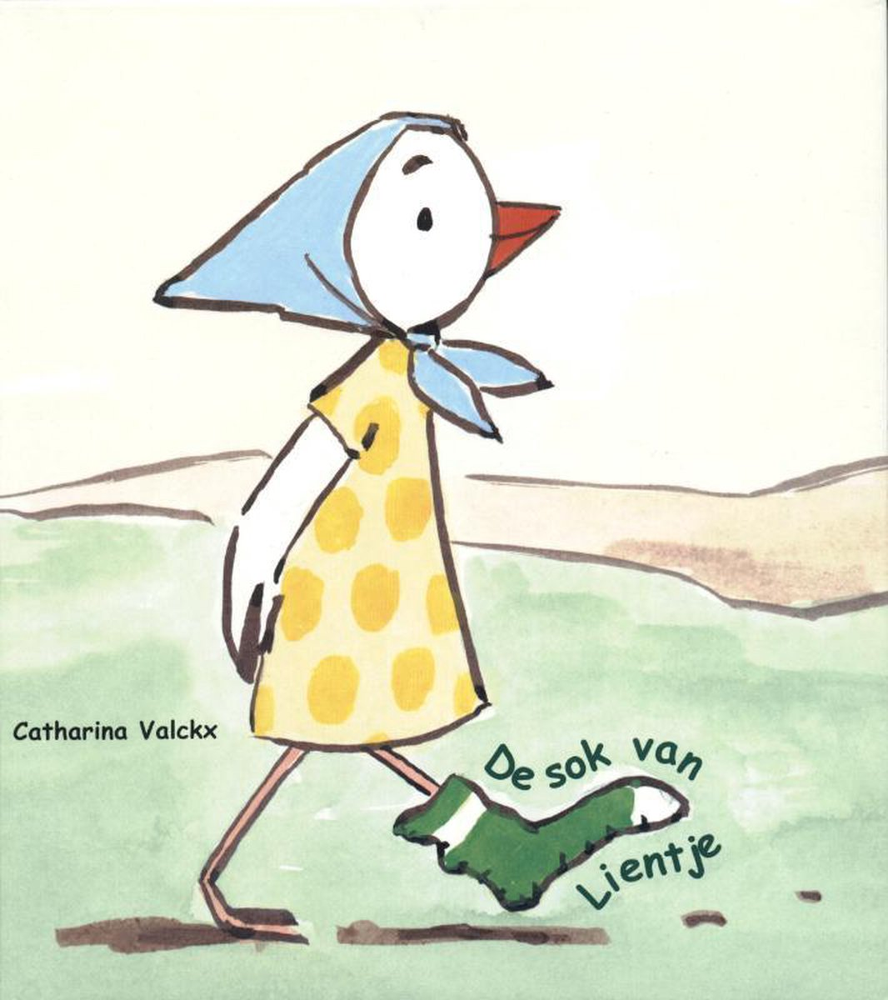 Catharina Valckx
De sok van
Lientje